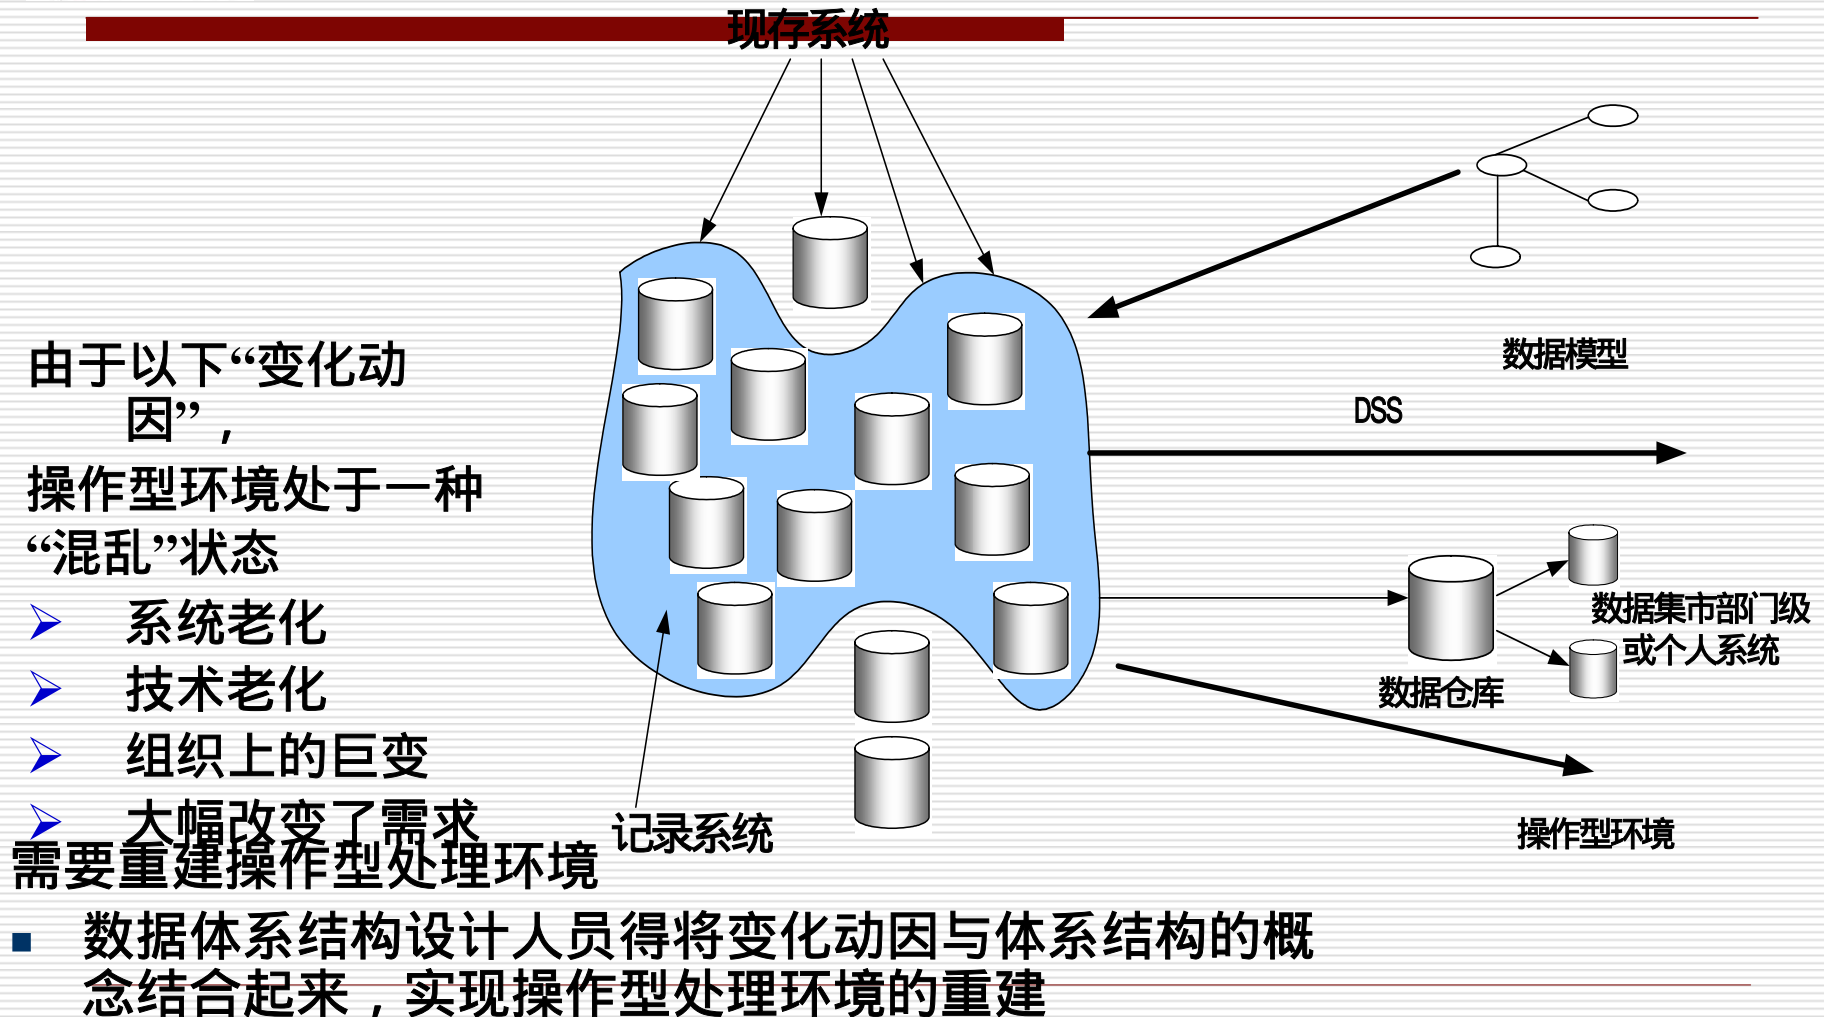 现存系统
由于以下“变化动
因”，
操作型环境处于一种
“混乱”状态
系统老化
技术老化
组织上的巨变
大幅改变了需求
需要重建操作型处理环境
数据体系结构设计人员得将变化动因与体系结构的概
念结合起来，实现操作型处理环境的重建
记录系统
数据模型
DSS
数据集市部门级
或个人系统
数据仓库
操作型环境